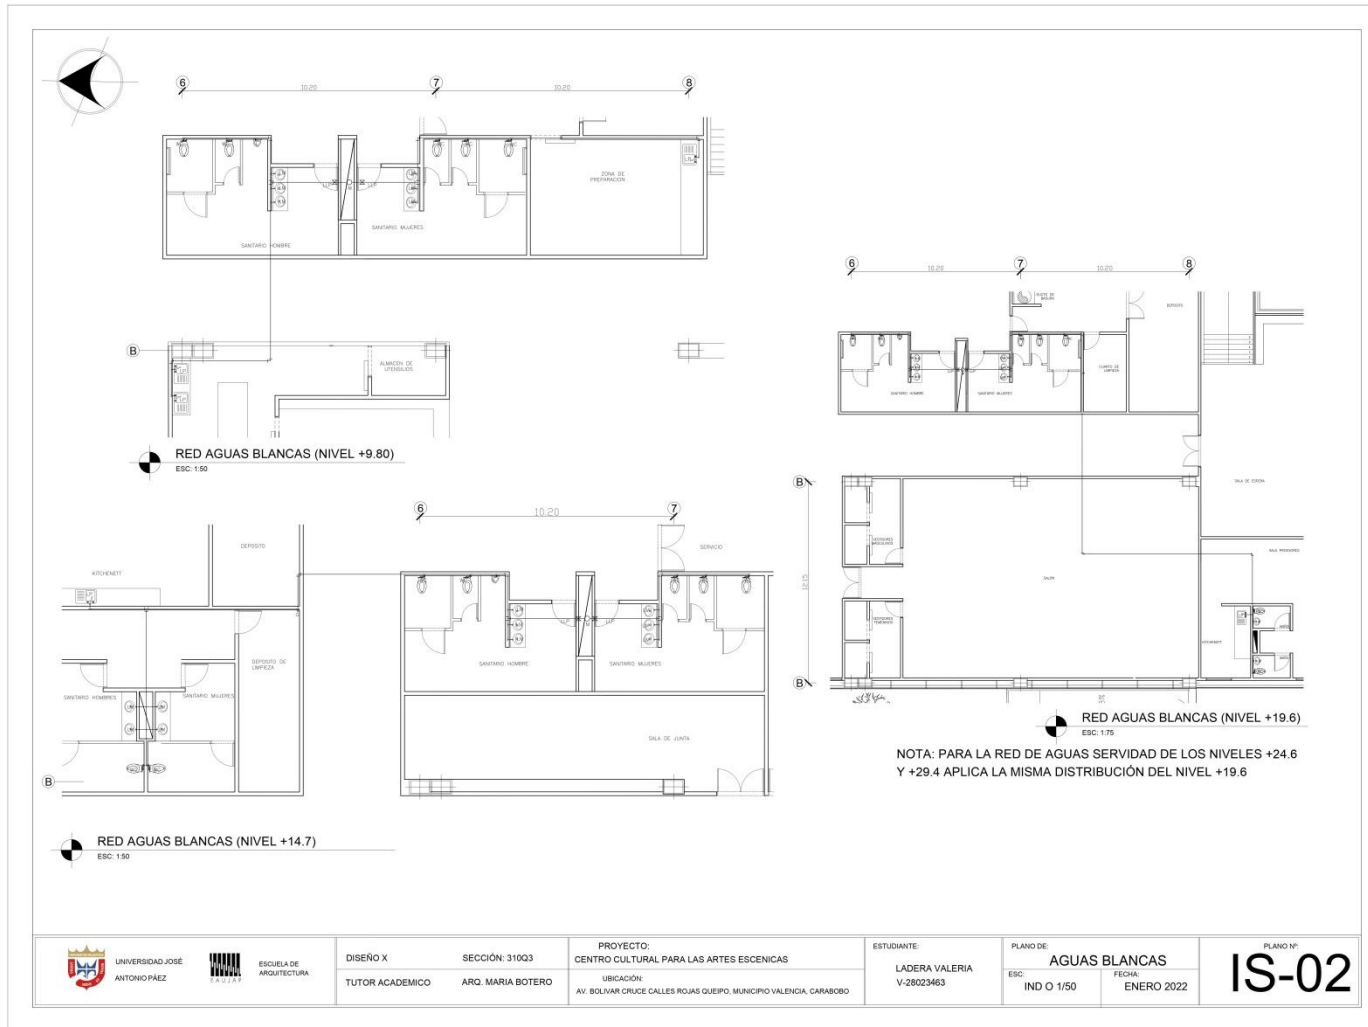 6
7
8
10.20
10.20
ZONA DE
PREPARACION
SANITARIO MUJERES
SANITARIO HOMBRE
B
ALMACEN DE
UTENSILIOS
RED AGUAS BLANCAS (NIVEL +9.80)
ESC: 1:50
6
7
8
10.20
10.20
DEPOSITO
CUARTO DE
LIMPIEZA
SANITARIO HOMBRE
SANITARIO MUJERES
B
SALA DE ESPERA
SALA PROFESORES
12.15
SALON
KITCHENETT
B
RED AGUAS BLANCAS (NIVEL +19.6)
ESC: 1:75
NOTA: PARA LA RED DE AGUAS SERVIDAD DE LOS NIVELES +24.6
Y +29.4 APLICA LA MISMA DISTRIBUCIÓN DEL NIVEL +19.6
6
7
10.20
DEPOSITO
SERVICIO
KITCHENETT
DEPOSITO DE
LIMPIEZA
SANITARIO HOMBRE
SANITARIO MUJERES
SANITARIO HOMBRES
SANITARIO MUJERES
SALA DE JUNTA
B
RED AGUAS BLANCAS (NIVEL +14.7)
ESC: 1:50
UNIVERSIDAD JOSÉ
ANTONIO PÁEZ
EAUJAP
ESCUELA DE
ARQUITECTURA
DISEÑO X
SECCIÓN: 310Q3
TUTOR ACADEMICO
ARQ. MARIA BOTERO
PROYECTO:
CENTRO CULTURAL PARA LAS ARTES ESCENICAS
UBICACIÓN:
AV. BOLIVAR CRUCE CALLES ROJAS QUEIPO, MUNICIPIO VALENCIA, CARABOBO
ESTUDIANTE:
LADERA VALERIA
V-28023463
PLANO DE:
AGUAS BLANCAS
ESC:
IND O 1/50
FECHA:
ENERO 2022
PLANO Nº:
IS-02